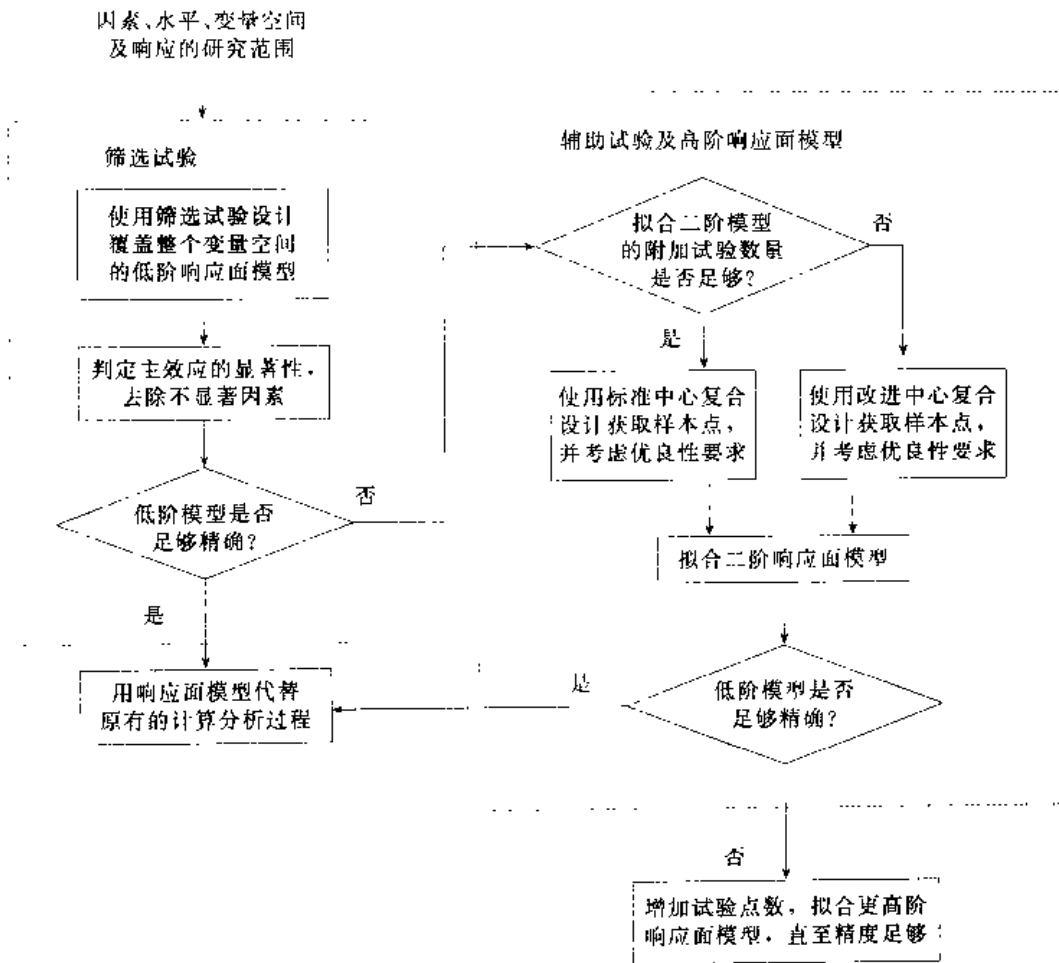 因素、水平、变量空间
及响应的研究范围
筛选试验
使用筛选试验设计
覆盖整个变量空间
的低阶响应面模型
判定主效应的显著性，
去除不显著因素
低阶模型是否
足够精确？
否
是
用响应面模型代替
原有的计算分析过程
辅助试验及高阶响应面模型
拟合二阶模型
的附加试验数量
是否足够？
否
是
使用标准中心复合
设计获取样本点，
并考虑优良性要求
使用改进中心复合
设计获取样本点，
并考虑优良性要求
拟合二阶响应面模型
低阶模型是否
足够精确？
是
否
增加试验点数，拟合更高阶
响应面模型，直至精度足够